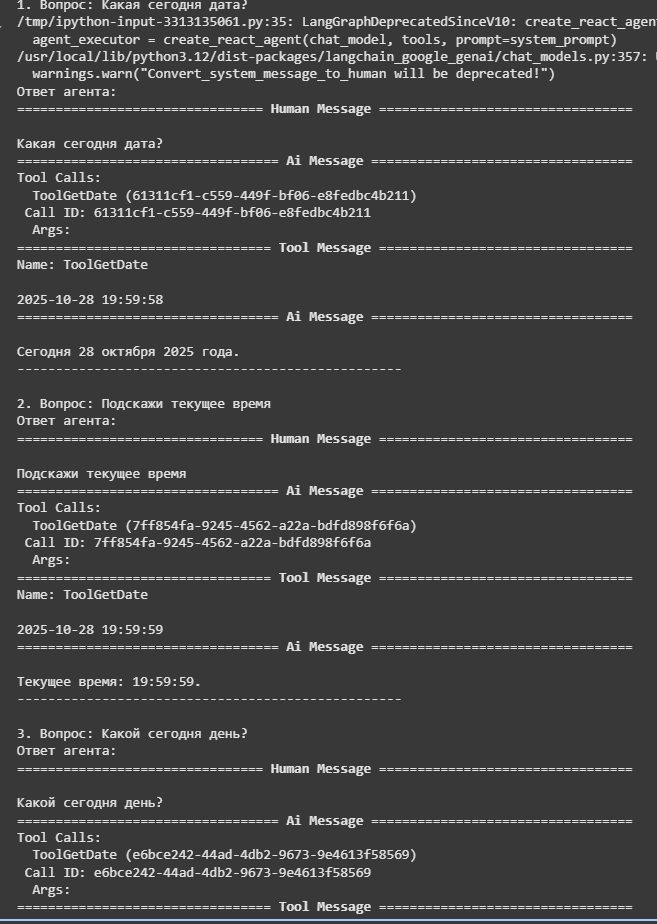 1. Вопрос: Какая сегодня дата?
/tmp/ipython-input-3313135061.py:35: LangGraphDeprecatedSinceV10: create_react_agent
agent_executor = create_react_agent(chat_model, tools, prompt=system_prompt)
/usr/local/lib/python3.12/dist-packages/langchain_google_genai/chat_models.py:357:
warnings.warn("Convert_system_message_to_human will be deprecated!")
Ответ агента:
================================ Human Message =================================
Какая сегодня дата?
================================== Ai Message ==================================
Tool Calls:
ToolGetDate (61311cf1-c559-449f-bf06-e8fedbc4b211)
Call ID: 61311cf1-c559-449f-bf06-e8fedbc4b211
Args:
================================= Tool Message =================================
Name: ToolGetDate
2025-10-28 19:59:58
================================== Ai Message ==================================
Сегодня 28 октября 2025 года.
--------------------------------------------------
2. Вопрос: Подскажи текущее время
Ответ агента:
================================ Human Message =================================
Подскажи текущее время
================================== Ai Message ==================================
Tool Calls:
ToolGetDate (7ff854fa-9245-4562-a22a-bdfd898f6f6a)
Call ID: 7ff854fa-9245-4562-a22a-bdfd898f6f6a
Args:
================================= Tool Message =================================
Name: ToolGetDate
2025-10-28 19:59:59
================================== Ai Message ==================================
Текущее время: 19:59:59.
--------------------------------------------------
3. Вопрос: Какой сегодня день?
Ответ агента:
================================ Human Message =================================
Какой сегодня день?
================================== Ai Message ==================================
Tool Calls:
ToolGetDate (e6bce242-44ad-4db2-9673-9e4613f58569)
Call ID: e6bce242-44ad-4db2-9673-9e4613f58569
Args:
================================= Tool Message =================================